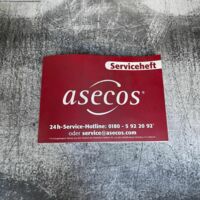 Serviceheft
asecos®
24h-Service-Hotline: 0180 - 5 92 20 92*
oder service@asecos.com